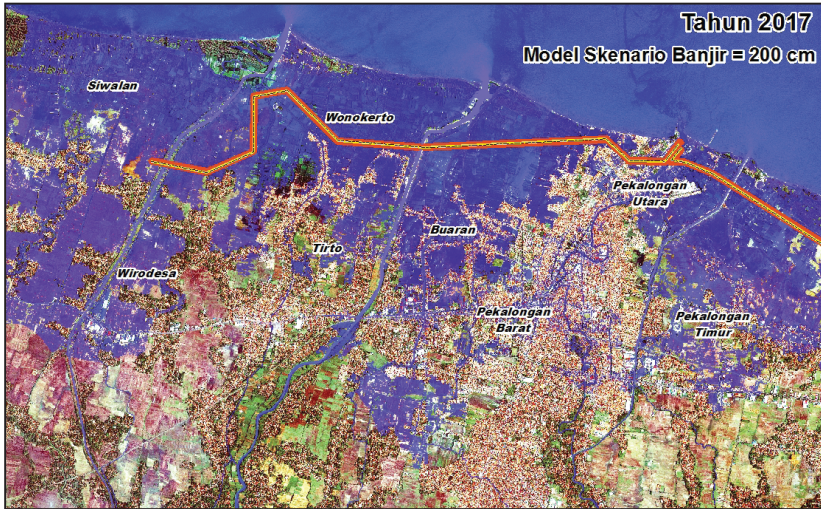 Tahun 2017
Model Skenario Banjir = 200 cm
Siwalan
Wonokerto
Pekalongan
Utara
Buaran
Tirto
Wirodesa
Pekalongan
Barat
Pekalongan
Timur